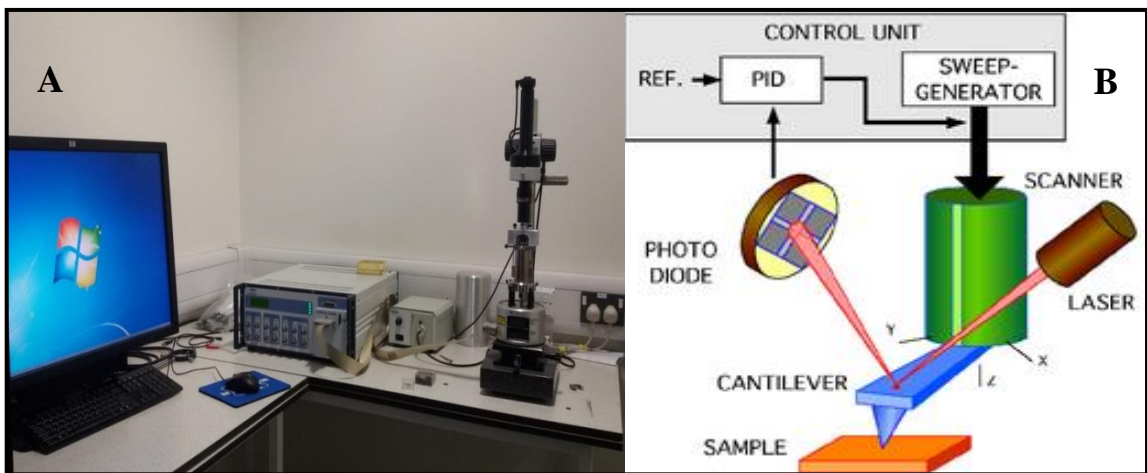 A
CONTROL UNIT
B
REF.
PID
SWEEP-
GENERATOR
SCANNER
PHOTO
DIODE
LASER
Y
X
CANTILEVER
Z
SAMPLE